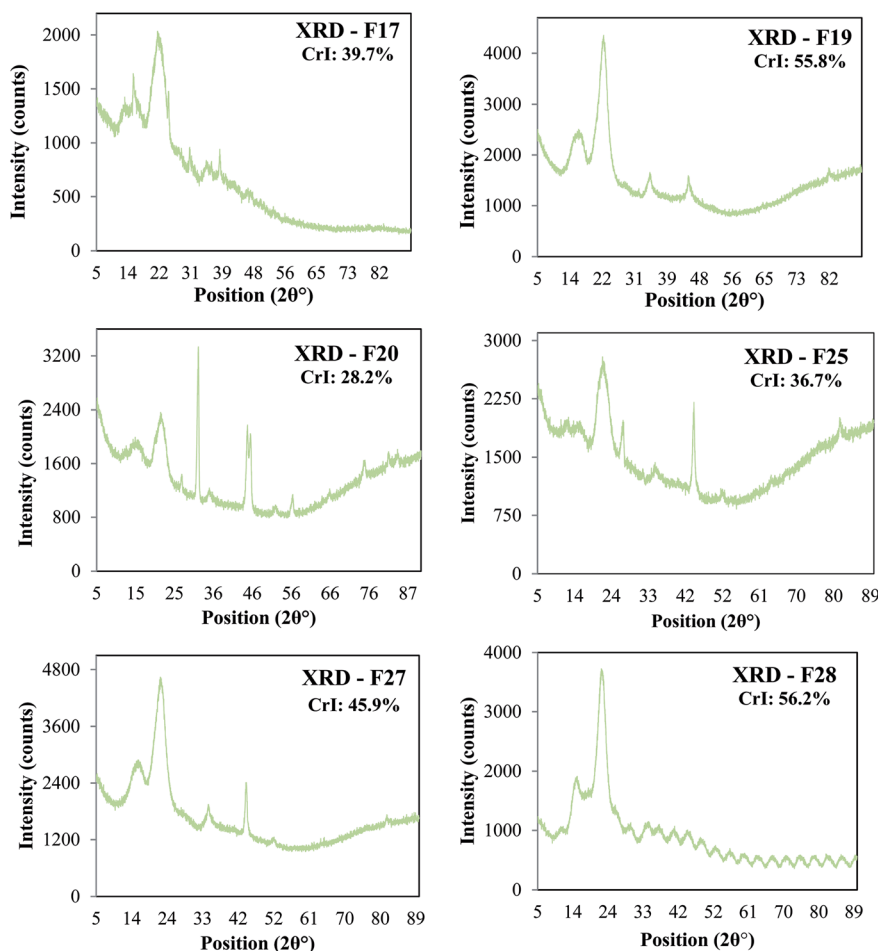 XRD - F17
CrI: 39.7%
Intensity (counts)
2000
1500
1000
500
0
5 14 22 31 39 48 56 65 73 82
Position (2θ°)
XRD - F19
CrI: 55.8%
Intensity (counts)
4000
3000
2000
1000
0
5 14 22 31 39 48 56 65 73 82
Position (2θ°)
XRD - F20
CrI: 28.2%
Intensity (counts)
3200
2400
1600
800
0
5 15 25 36 46 56 66 76 87
Position (2θ°)
XRD - F25
CrI: 36.7%
Intensity (counts)
3000
2250
1500
750
0
5 14 24 33 42 52 61 70 80 89
Position (2θ°)
XRD - F27
CrI: 45.9%
Intensity (counts)
4800
3600
2400
1200
0
5 14 24 33 42 52 61 70 80 89
Position (2θ°)
XRD - F28
CrI: 56.2%
Intensity (counts)
4000
3000
2000
1000
0
5 14 24 33 42 52 61 70 80 89
Position (2θ°)